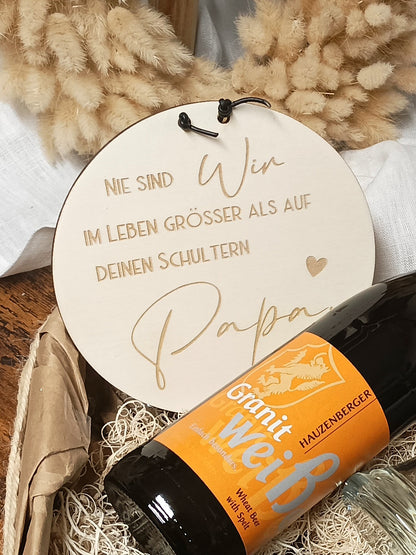 Nie sind Wir
im Leben grösser als auf
deinen Schultern
Papa
HAUZENBERGER
Granit
Weiß
Wheat Beer
with Spelt